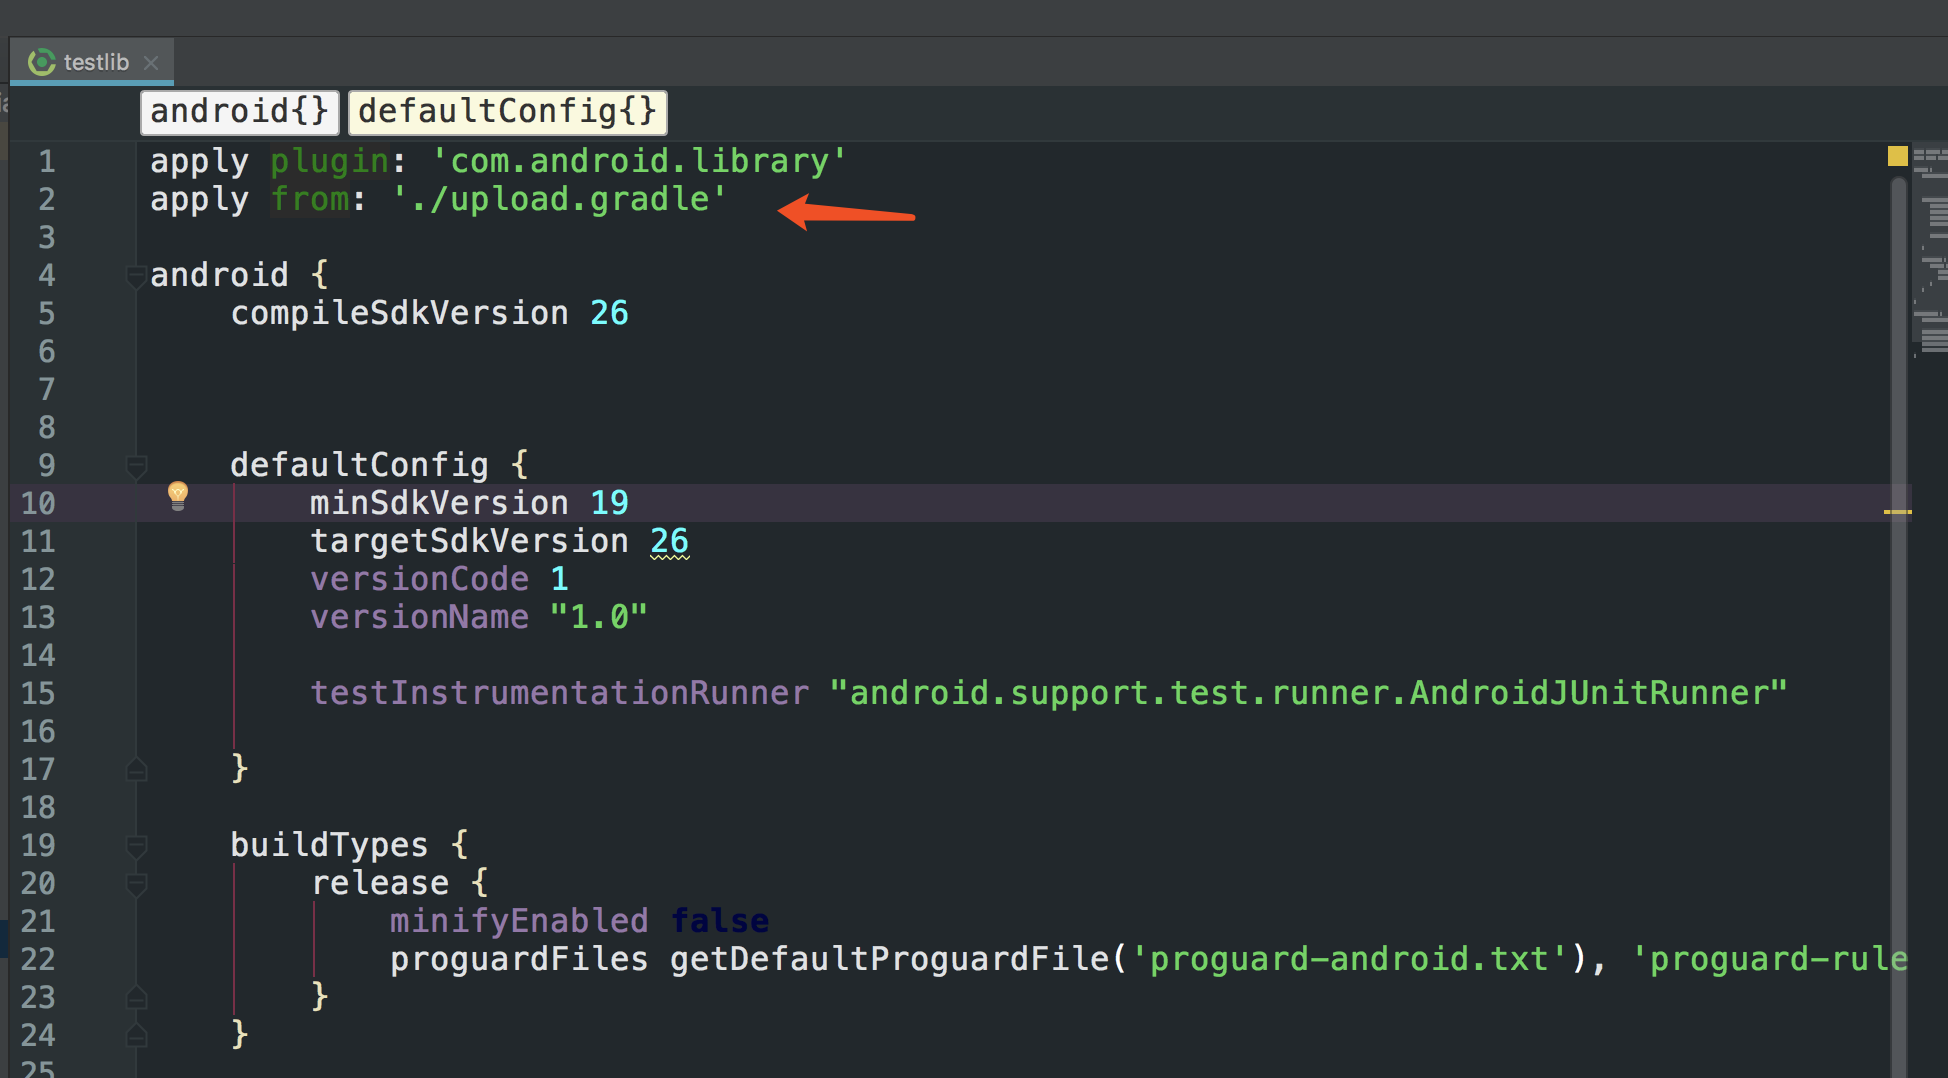 testlib
android{} defaultConfig{}
1 apply plugin: 'com.android.library'
2 apply from: './upload.gradle'
3
4 android {
5     compileSdkVersion 26
6
7
8
9     defaultConfig {
10         minSdkVersion 19
11         targetSdkVersion 26
12         versionCode 1
13         versionName "1.0"
14
15         testInstrumentationRunner "android.support.test.runner.AndroidJUnitRunner"
16
17     }
18
19     buildTypes {
20         release {
21             minifyEnabled false
22             proguardFiles getDefaultProguardFile('proguard-android.txt'), 'proguard-rule
23         }
24     }
25